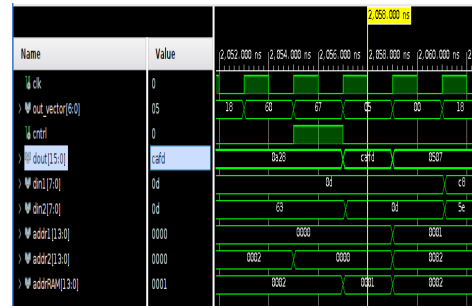 2,058.000 ns
Name Value 2,052.000 ns 2,054.000 ns 2,056.000 ns 2,058.000 ns 2,060.000 ns
clk 0
out_vector[6:0] 05 18 60 67 05 00 18
cntrl 0
dout[15:0] cafd 0a28 cafd 0507
din1[7:0] 0d 0d c8
din2[7:0] 0d 63 0d 5e
addr1[13:0] 0000 0000 0001
addr2[13:0] 0000 0002 0000 0082
addrRAM[13:0] 0001 0002 0001 0002